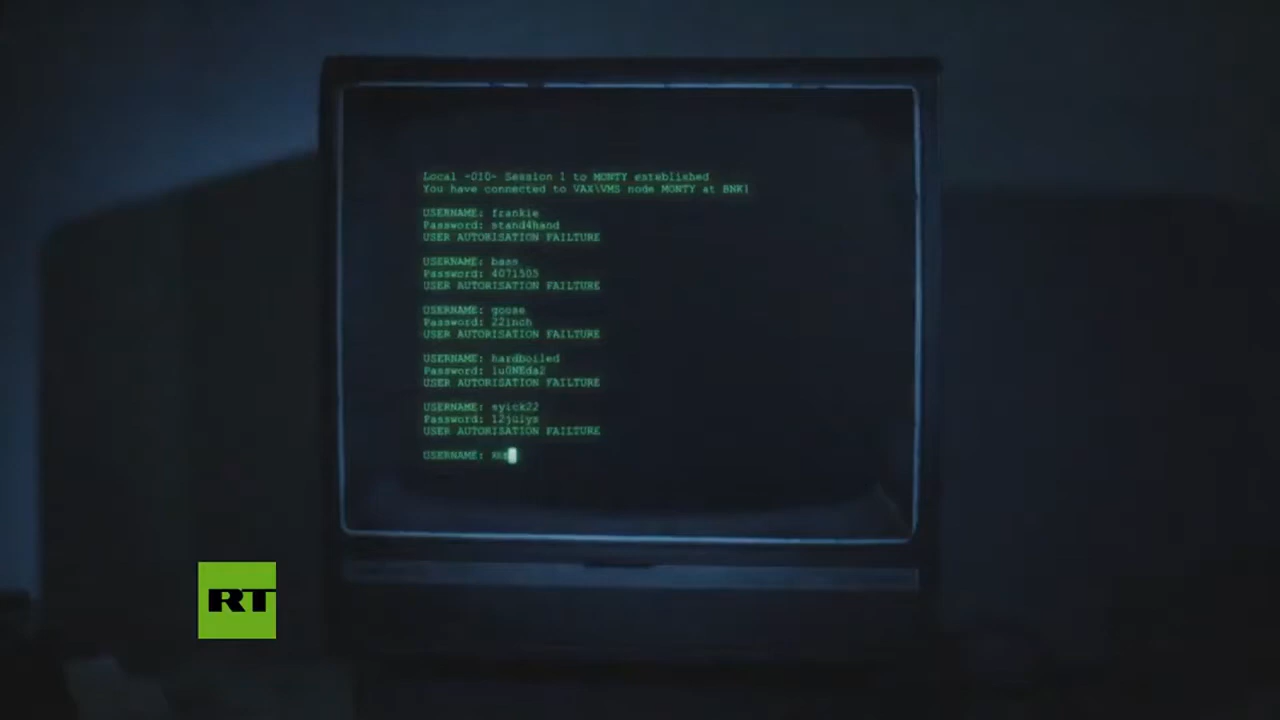 Local -010- Session 1 to MONTY established
You have connected to VAX\VMS node MONTY at BNK1
USERNAME: frankie
Password: stand4hand
USER AUTORISATION FAILTURE
USERNAME: bass
Password: 4071505
USER AUTORISATION FAILTURE
USERNAME: goose
Password: 22inch
USER AUTORISATION FAILTURE
USERNAME: hardboiled
Password: lu0NEda2
USER AUTORISATION FAILTURE
USERNAME: syick22
Password: 12julys
USER AUTORISATION FAILTURE
USERNAME:
RT